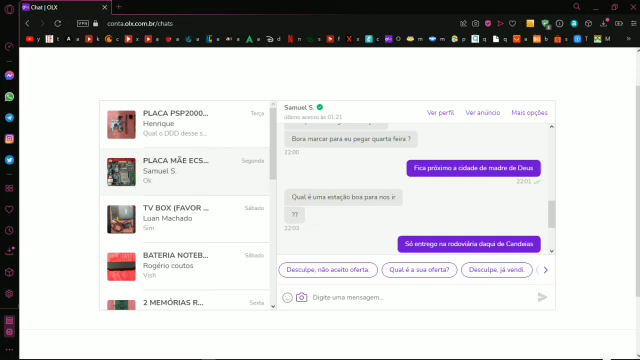 Chat | OLX
VPN
conta.olx.com.br/chats
PLACA PSP2000...
Terça
Henrique
Qual o DDD desse s...
PLACA MÃE ECS...
Segunda
Samuel S.
Ok
TV BOX (FAVOR ...
Sábado
Luan Machado
Sim
BATERIA NOTEB...
Sábado
Rogério coutos
Vish
2 MEMÓRIAS R...
Sexta
Samuel S.
último acesso às 01:21
Ver perfil
Ver anúncio
Mais opções
Bora marcar para eu pegar quarta feira ?
22:00
Fica próximo a cidade de madre de Deus
22:01
Qual é uma estação boa para nos ir
??
22:03
Só entrego na rodoviária daqui de Candeias
Desculpe, não aceito oferta.
Qual é a sua oferta?
Desculpe, já vendi.
Digite uma mensagem...